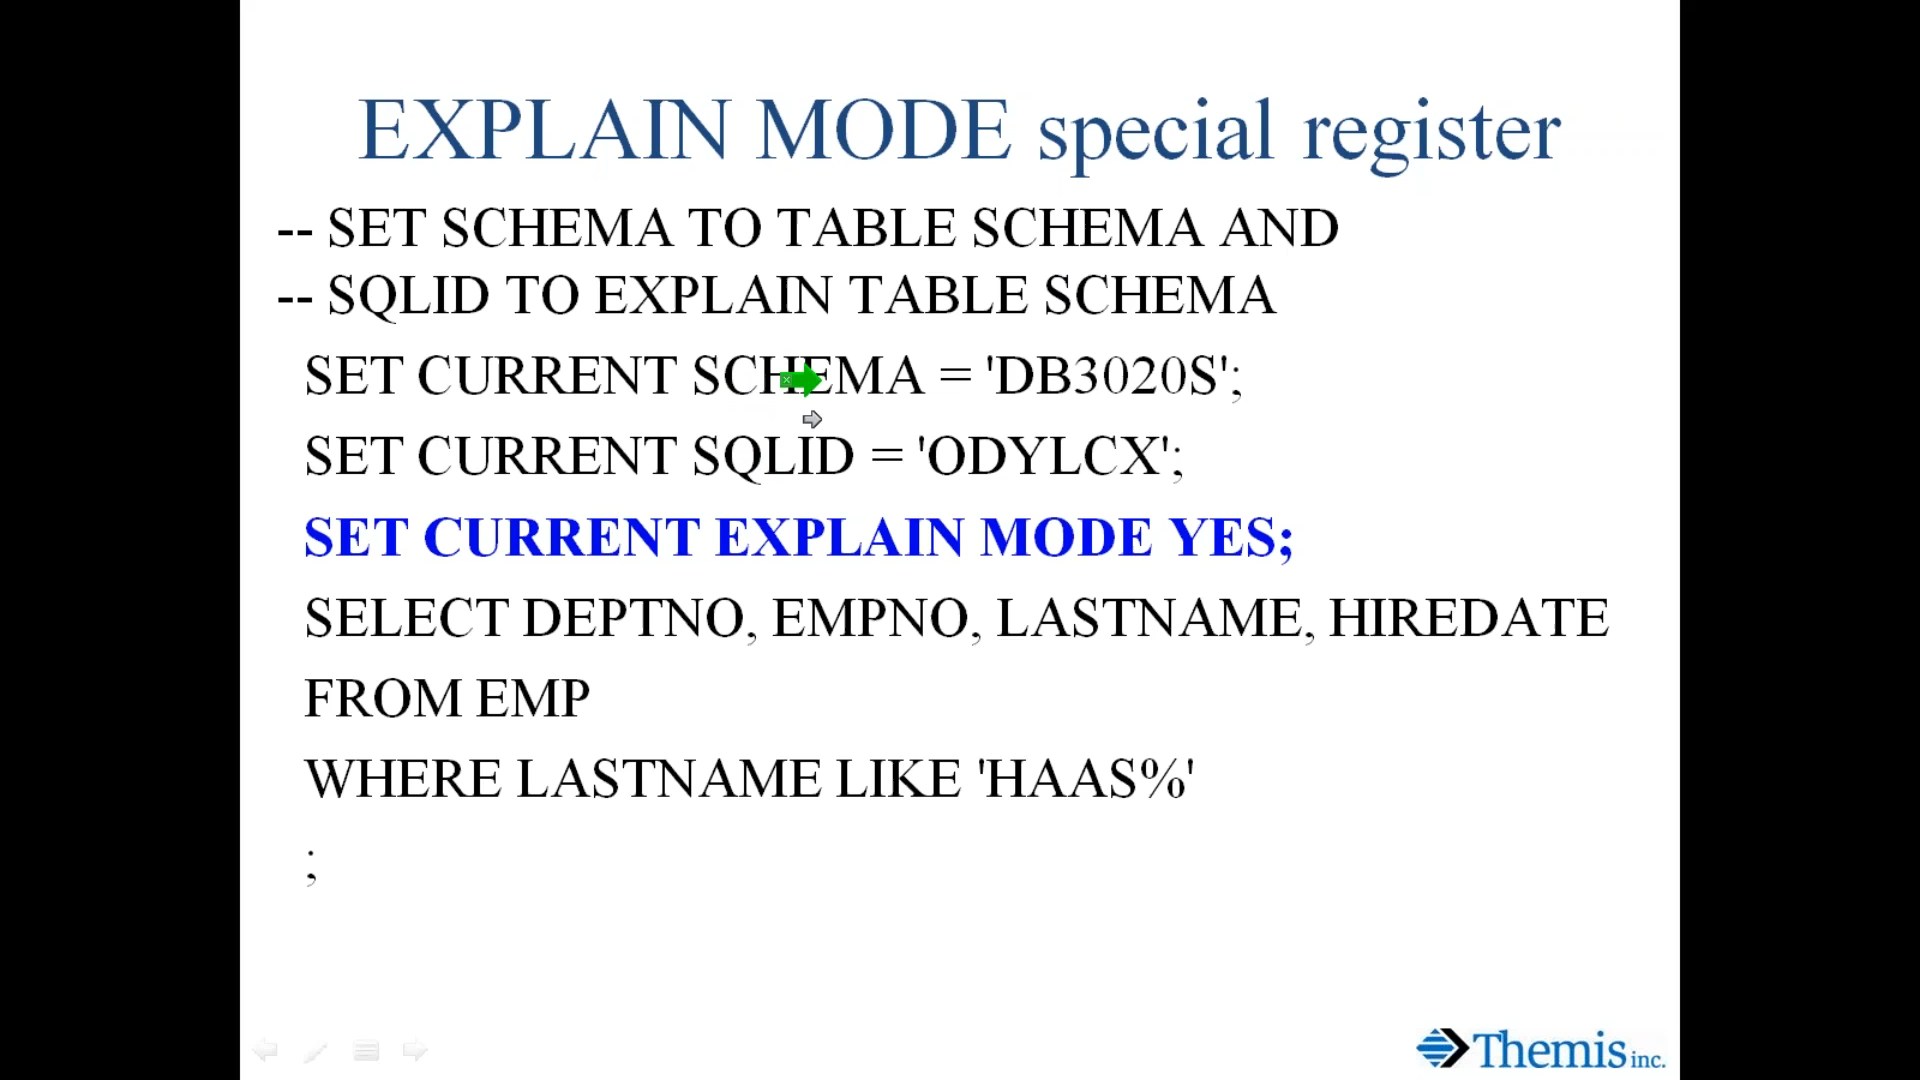 EXPLAIN MODE special register
-- SET SCHEMA TO TABLE SCHEMA AND
-- SQLID TO EXPLAIN TABLE SCHEMA
SET CURRENT SCHEMA = 'DB3020S';
SET CURRENT SQLID = 'ODYLCX';
SET CURRENT EXPLAIN MODE YES;
SELECT DEPTNO, EMPNO, LASTNAME, HIREDATE
FROM EMP
WHERE LASTNAME LIKE 'HAAS%'
;
Themis inc.